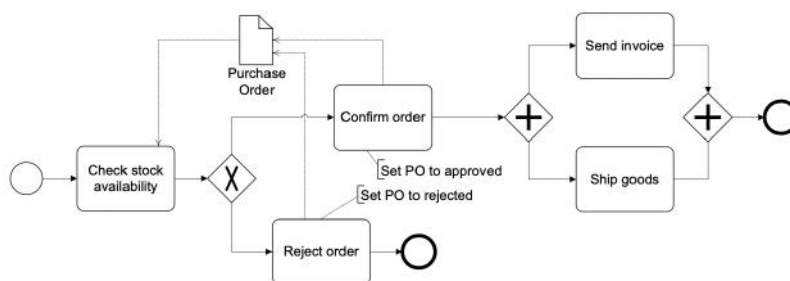 Send invoice
Purchase
Order
Confirm order
Check stock
availability
Set PO to approved
Ship goods
Set PO to rejected
Reject order